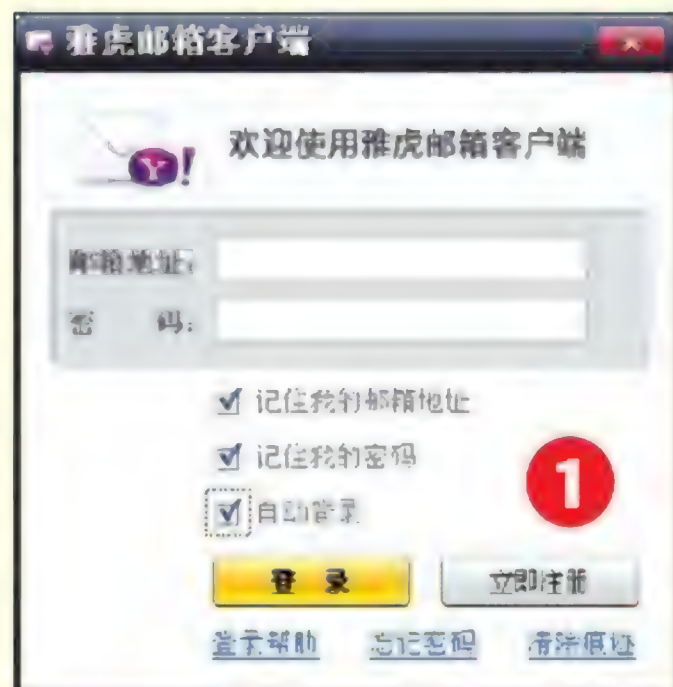 雅虎邮箱客户端
Y!
欢迎使用雅虎邮箱客户端
邮箱地址：
密 码：
记住我的邮箱地址
记住我的密码
自动登录
1
登 录 立即注册
登录帮助 忘记密码 清除痕迹